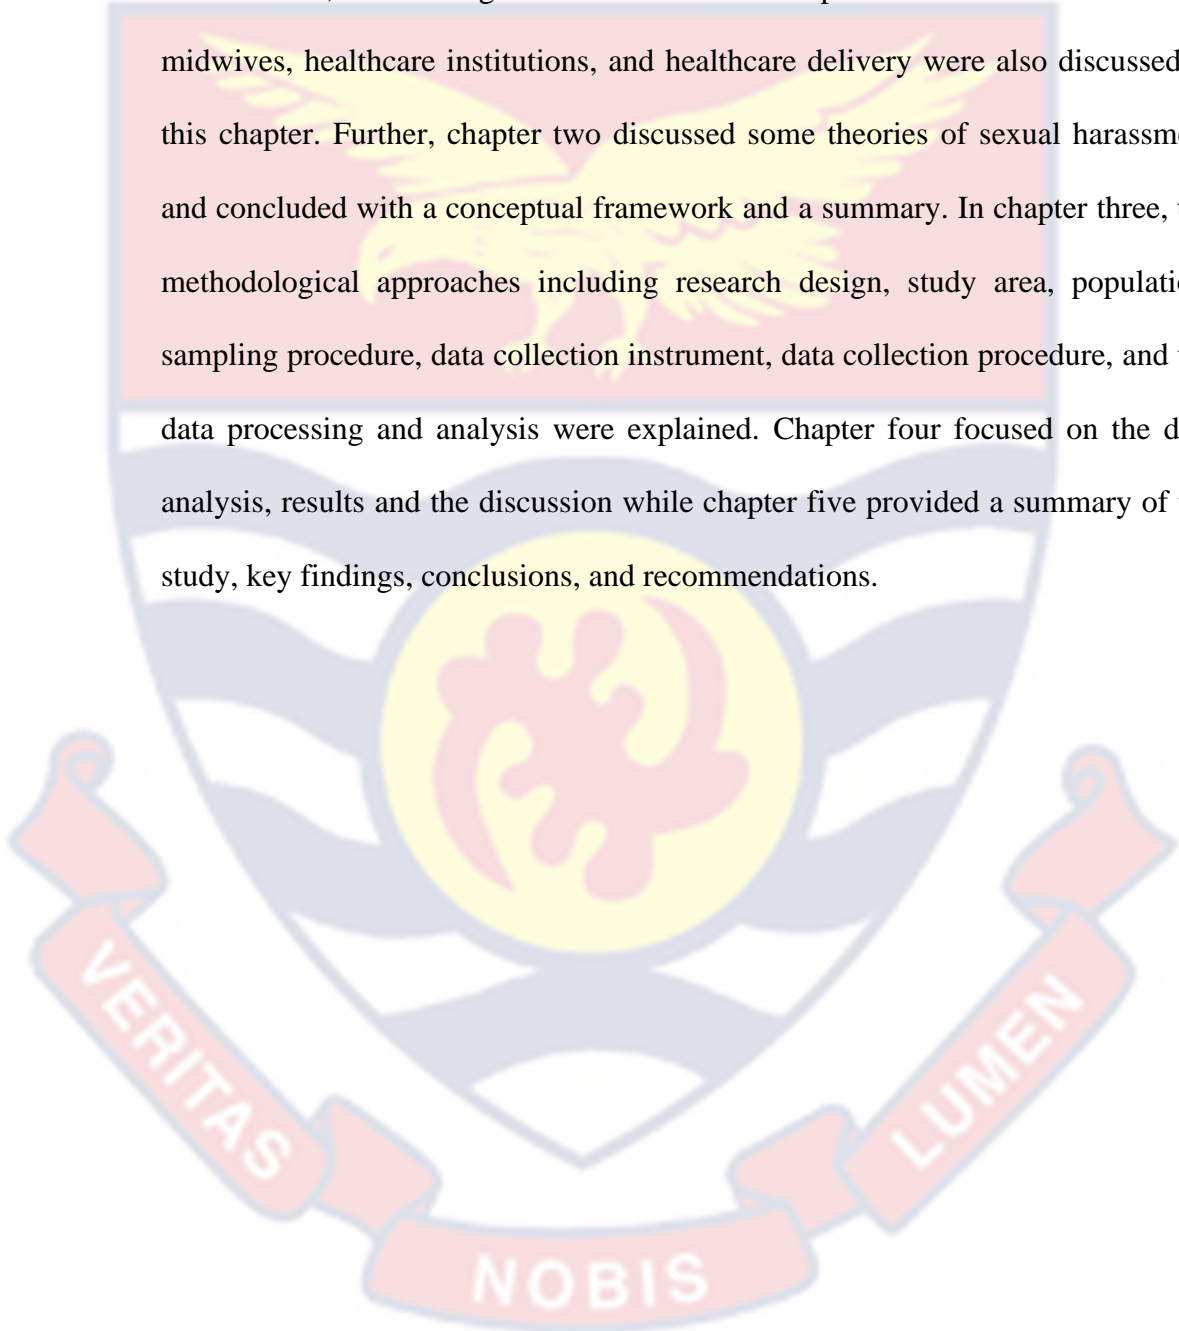 midwives, healthcare institutions, and healthcare delivery were also discussed
this chapter. Further, chapter two discussed some theories of sexual
and concluded with a conceptual framework and a summary. In chapter three,
methodological approaches including research design, study area,
sampling procedure, data collection instrument, data collection procedure, and
data processing and analysis were explained. Chapter four focused on the
analysis, results and the discussion while chapter five provided a summary of
study, key findings, conclusions, and recommendations.
VERITAS
NOBIS
LUMEN